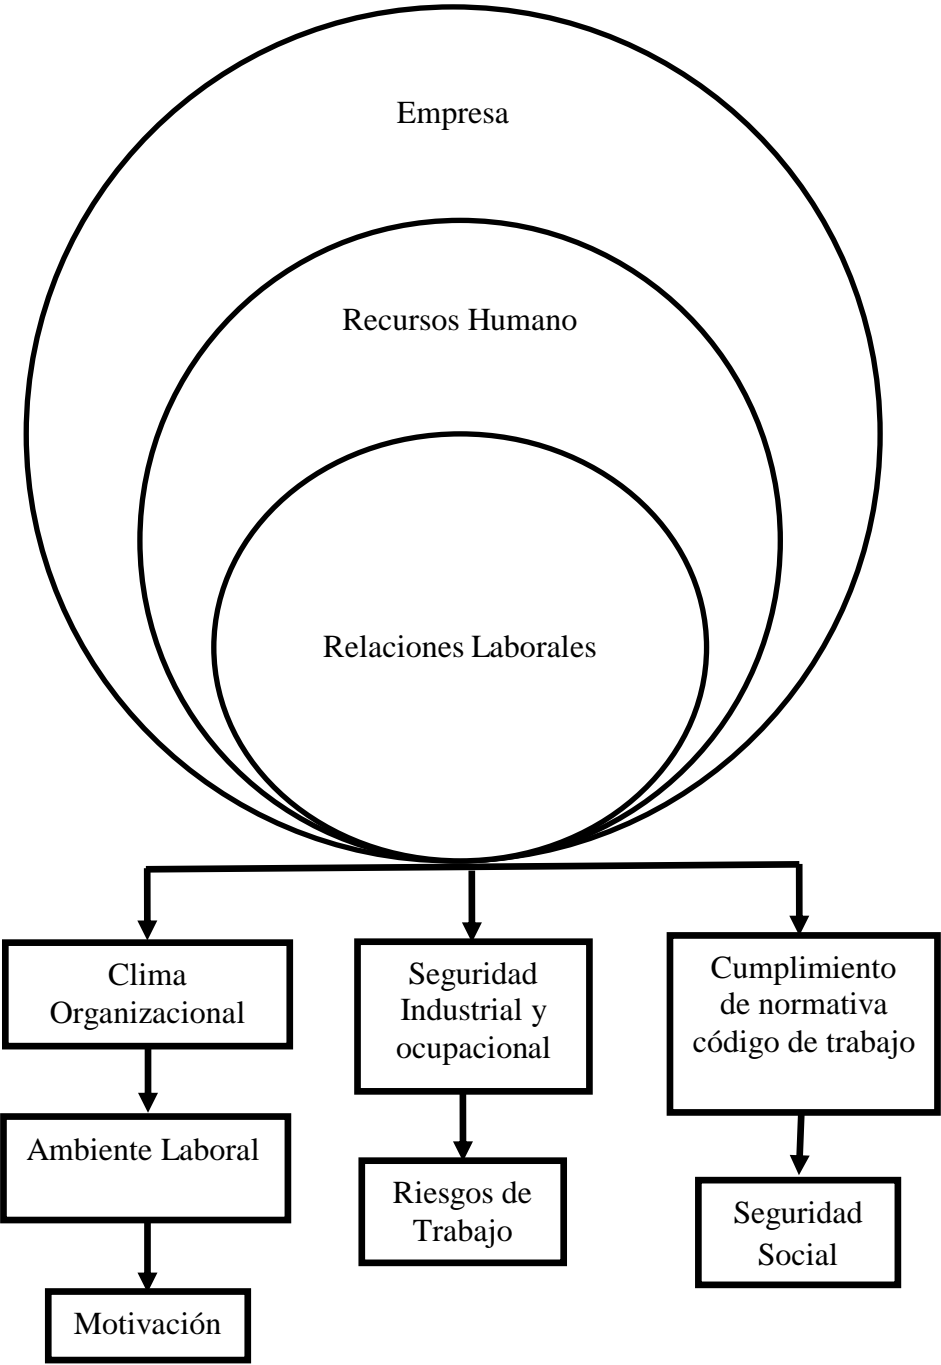 Empresa
Recursos Humano
Relaciones Laborales
Clima
Organizacional
Seguridad
Industrial y
ocupacional
Cumplimiento
de normativa
código de trabajo
Ambiente Laboral
Riesgos de
Trabajo
Seguridad
Social
Motivación